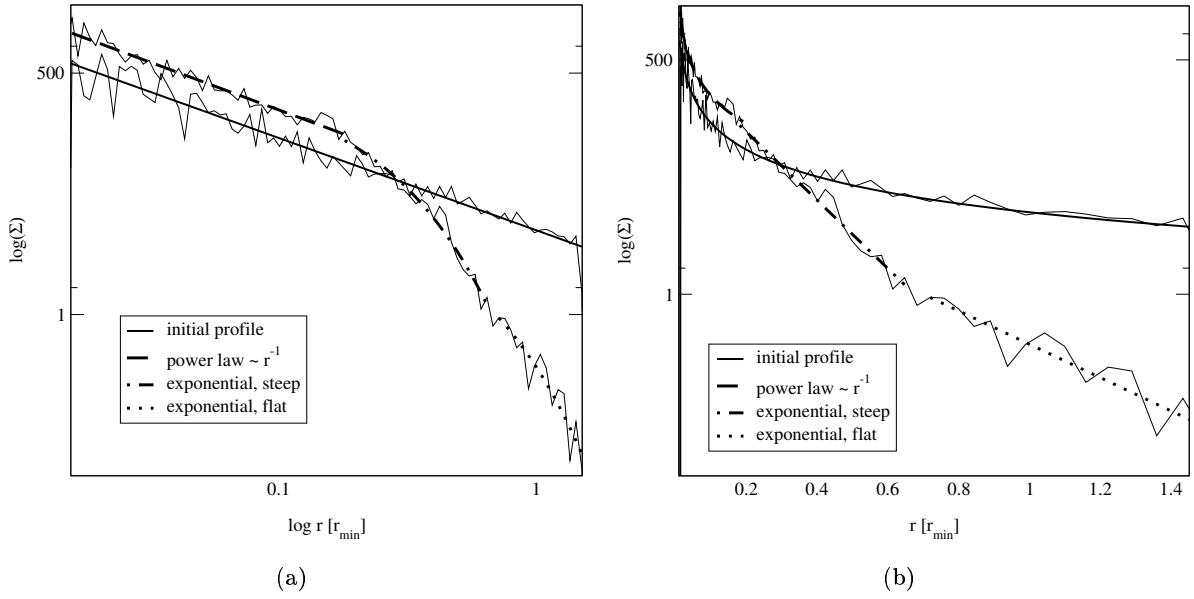 500
1
log(Σ)
initial profile
power law ~ r^-1
exponential, steep
exponential, flat
0.1 1
log r [r_min]
(a)
500
1
log(Σ)
initial profile
power law ~ r^-1
exponential, steep
exponential, flat
0.2 0.4 0.6 0.8 1 1.2 1.4
r [r_min]
(b)